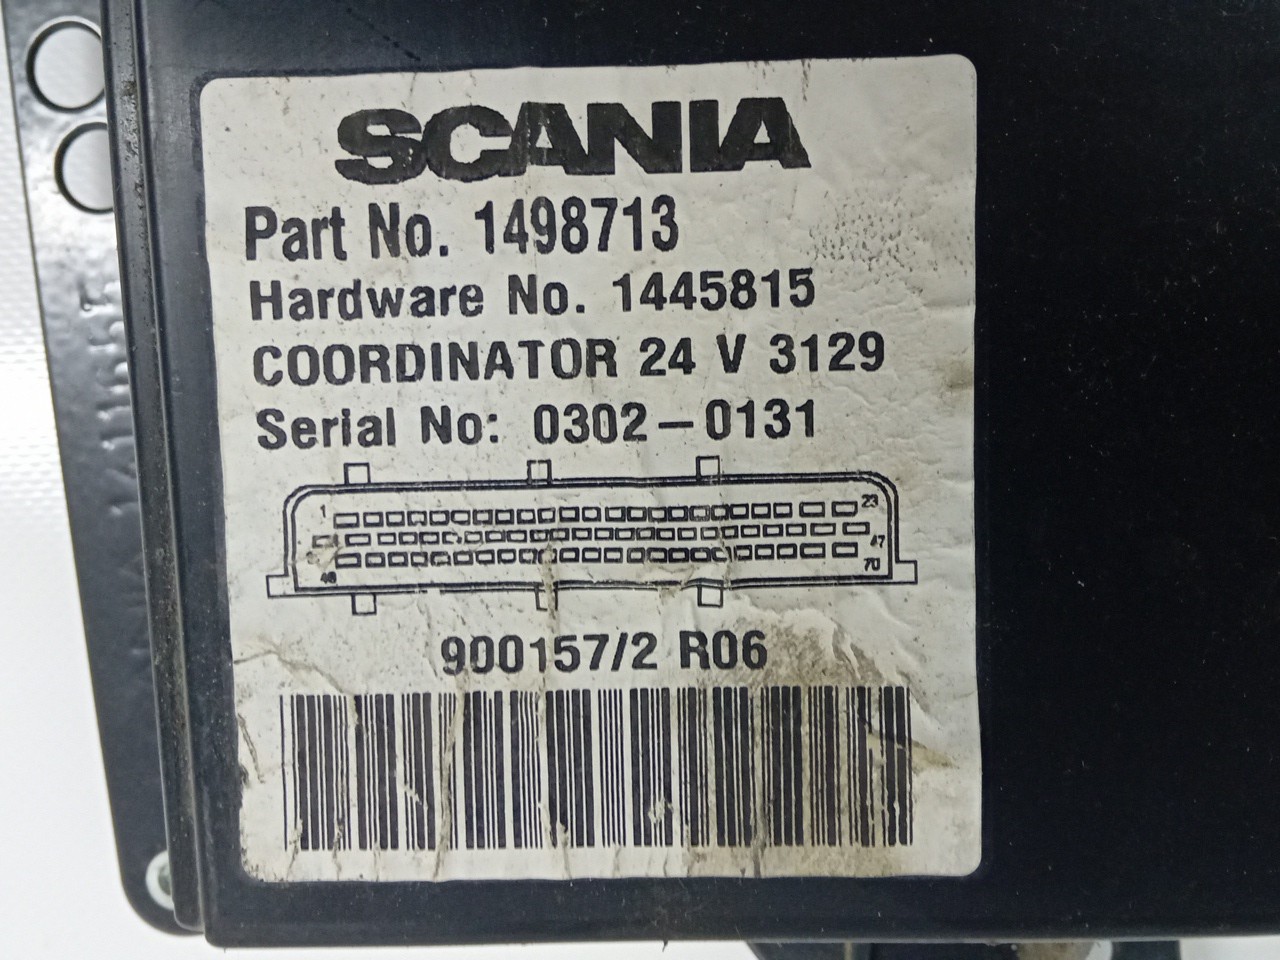 SCANIA
Part No. 1498713
Hardware No. 1445815
COORDINATOR 24 V 3129
Serial No: 0302-0131
1 23
47
46 70
900157/2 R06